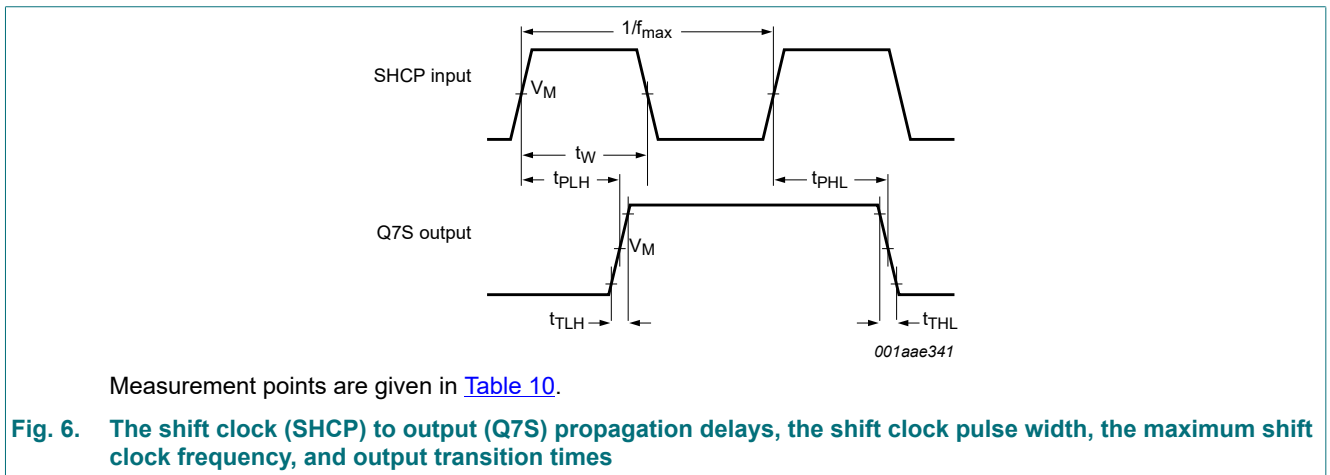 1/fmax
SHCP input
VM
tW
tPLH
tPHL
Q7S output
VM
tTLH
tTHL
001aae341
Measurement points are given in Table 10.
Fig. 6. The shift clock (SHCP) to output (Q7S) propagation delays, the shift clock pulse width, the maximum shift
clock frequency, and output transition times